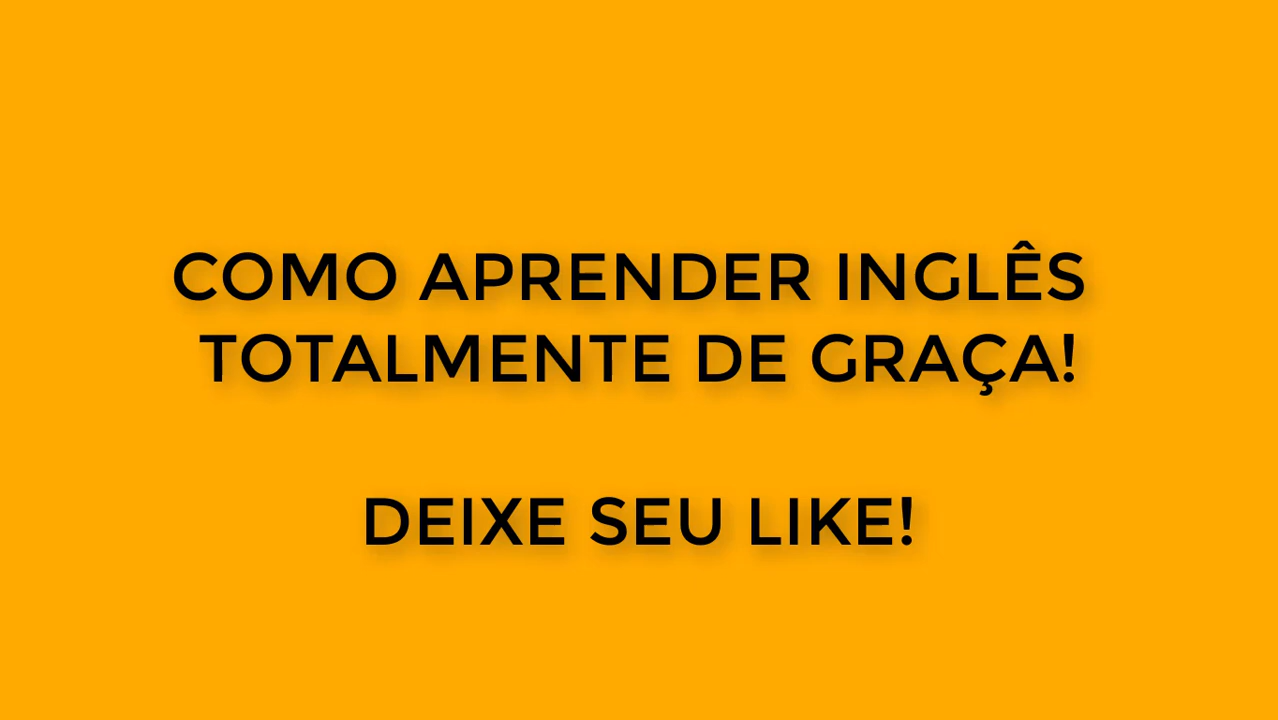 COMO APRENDER INGLÊS
TOTALMENTE DE GRAÇA!
DEIXE SEU LIKE!